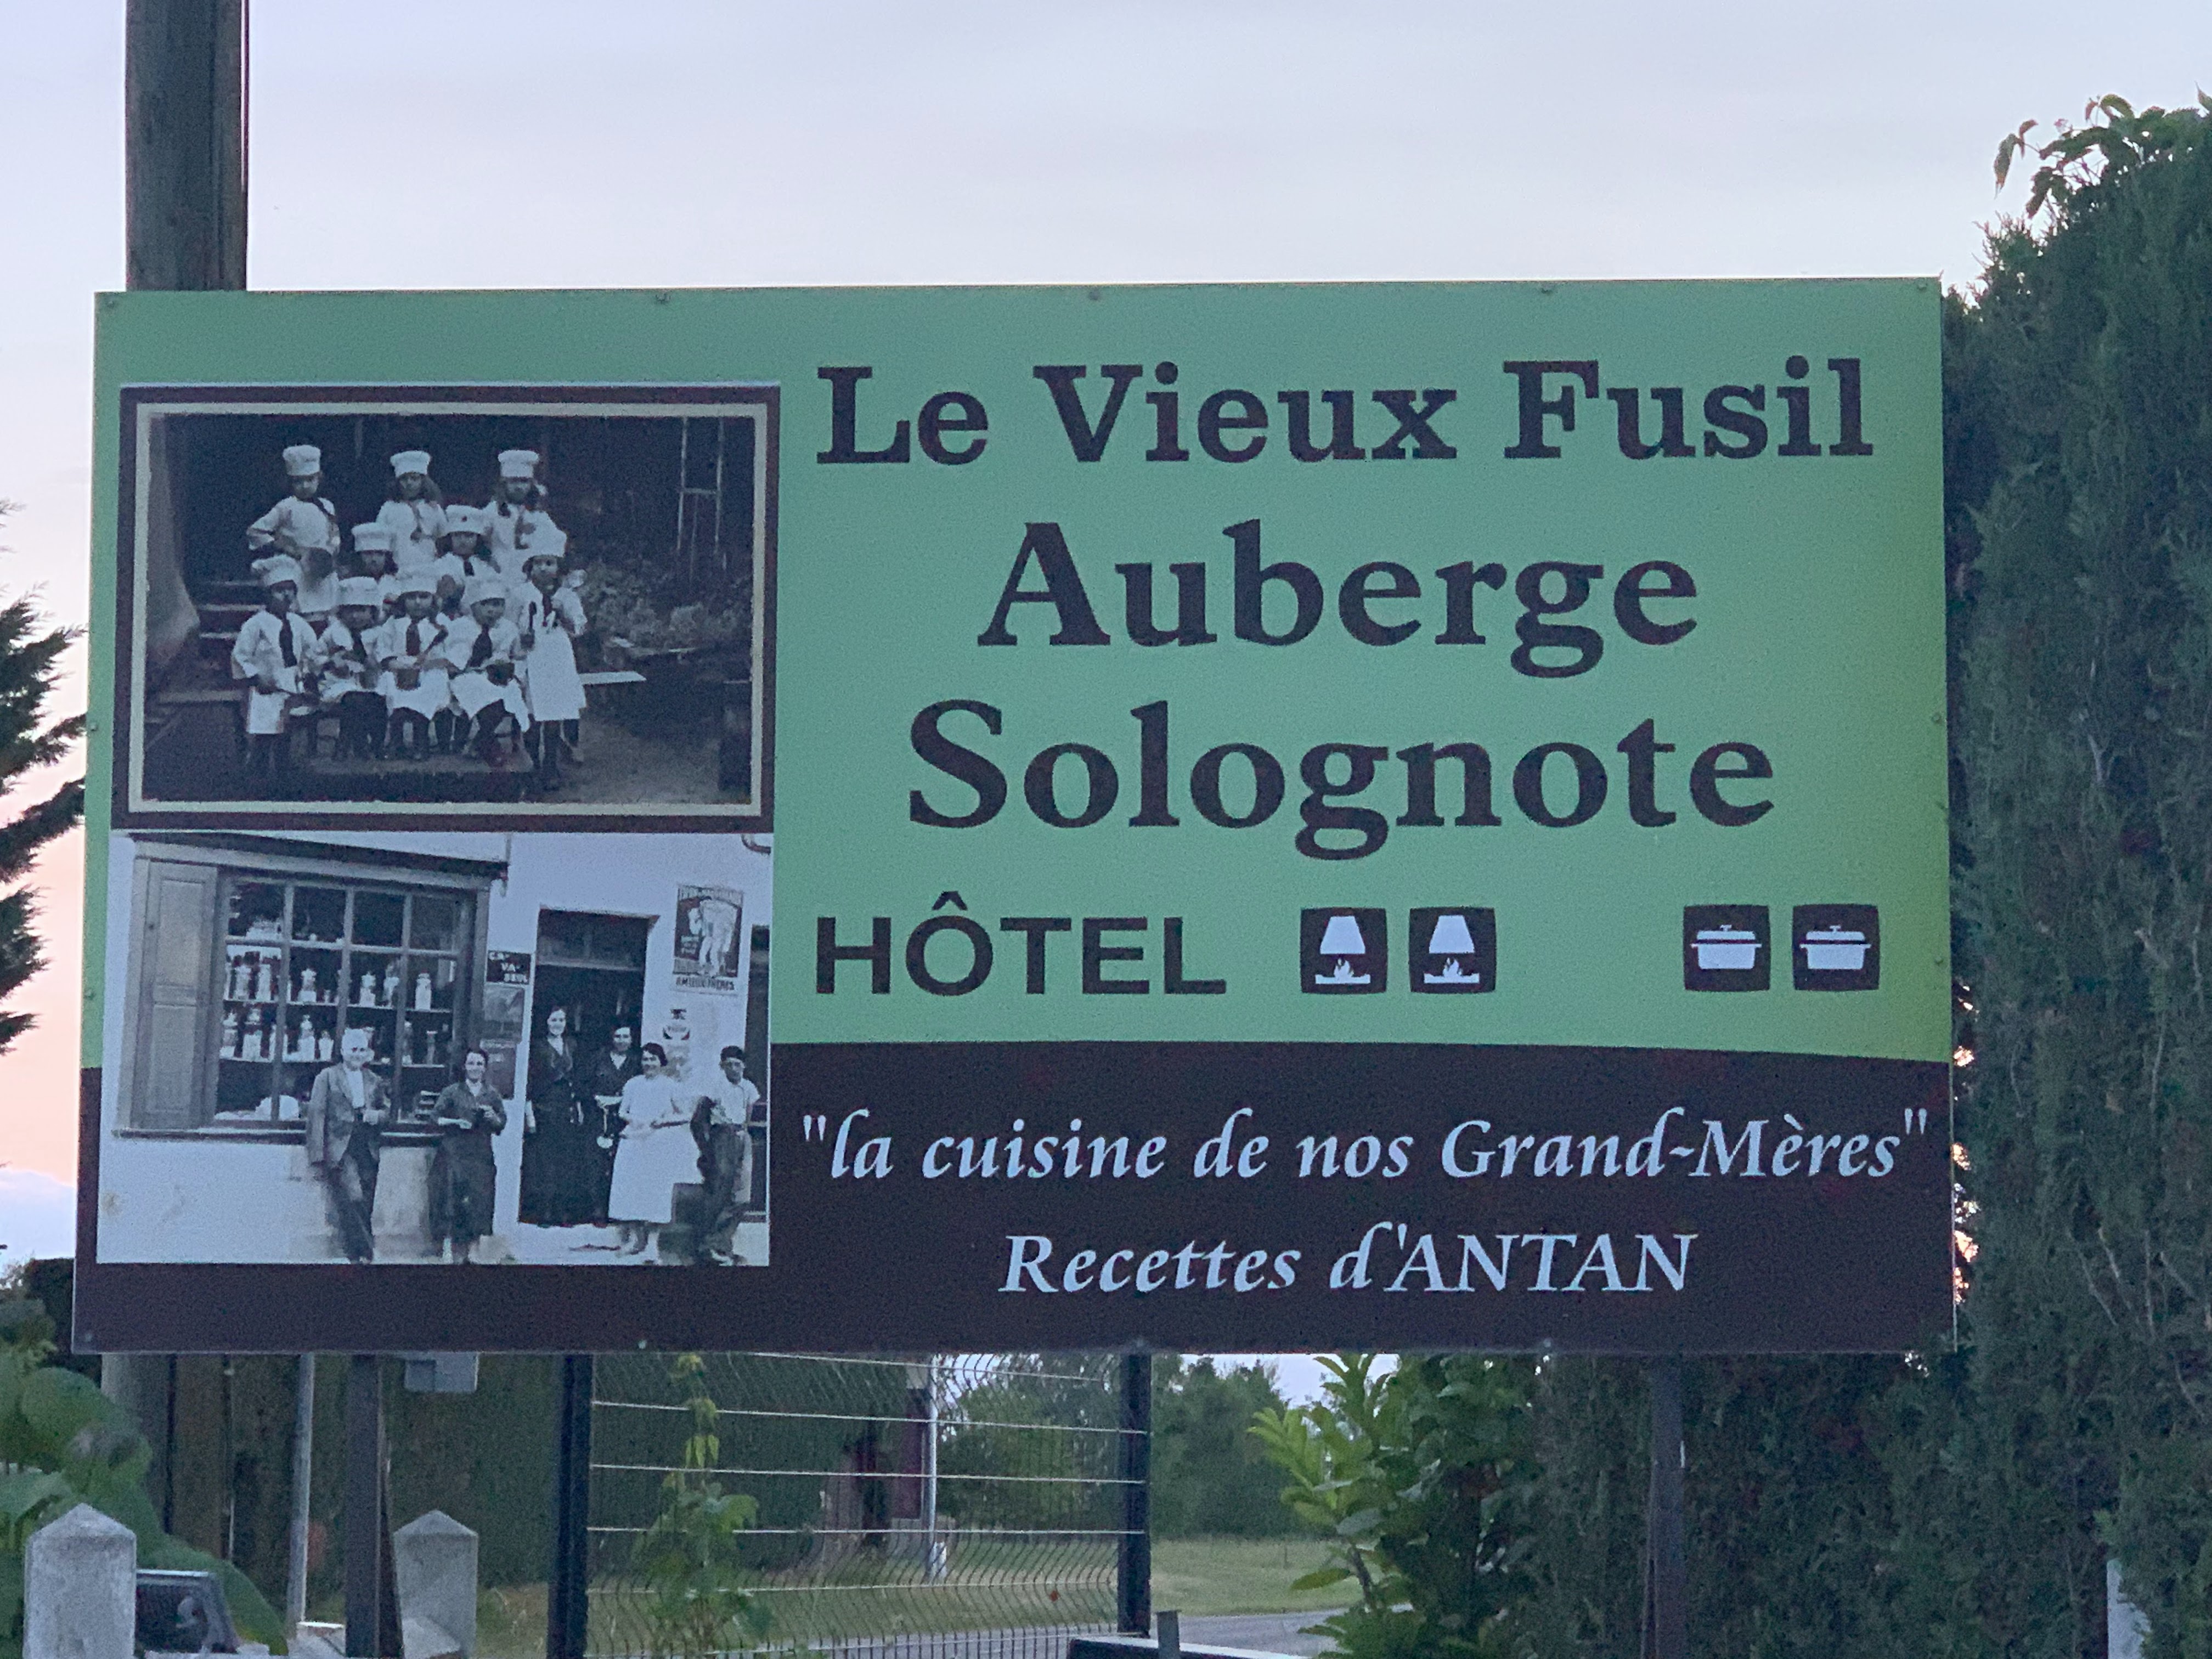 Le Vieux Fusil
Auberge
Solognote
HÔTEL
"la cuisine de nos Grand-Mères"
Recettes d'ANTAN